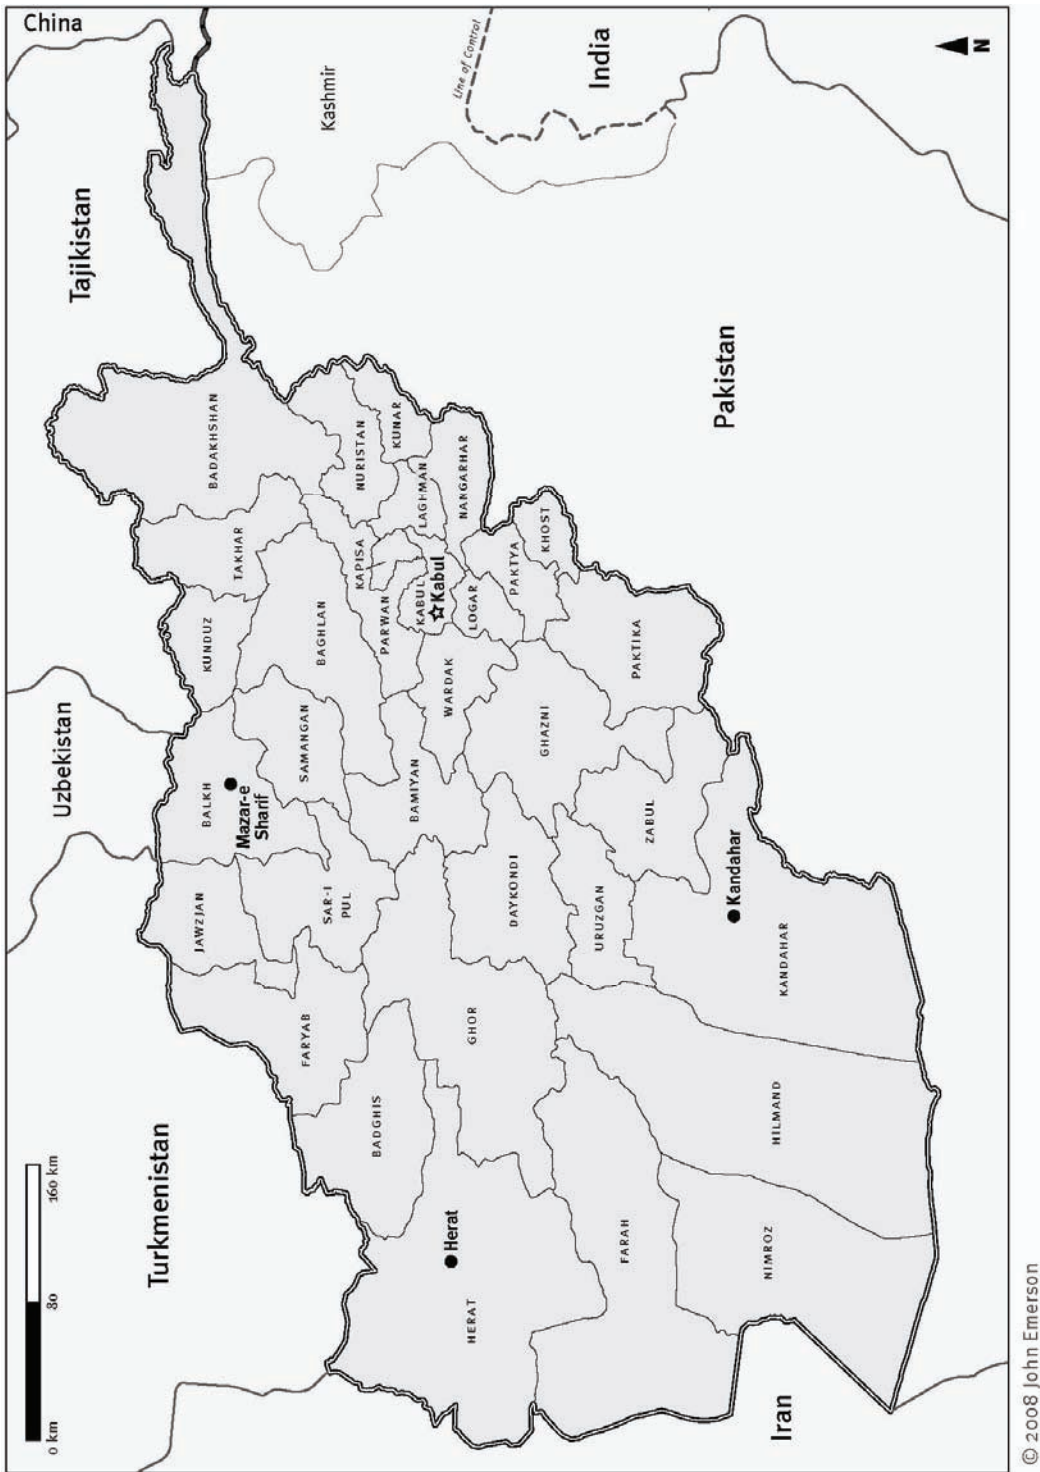 China
Tajikistan
Uzbekistan
Turkmenistan
0 km
80
160 km
Kashmir
Line of Control
India
N
Pakistan
Iran
BADAKHSHAN
TAKHAR
KUNDUZ
BALKH
Mazar-e
Sharif
JAWZJAN
NURISTAN
KUNAR
LAGHMAN
NANGARHAR
KAPISA
PARWAN
KABUL
Kabul
LOGAR
PAKTYA
KHOST
BAGHLAN
SAMANGAN
SAR-I
PUL
FARYAB
BADGHIS
BAMIYAN
WARDAK
GHAZNI
PAKTIKA
ZABUL
DAYKONDI
URUZGAN
GHOR
Herat
HERAT
FARAH
Kandahar
KANDAHAR
HILMAND
NIMROZ
© 2008 John Emerson